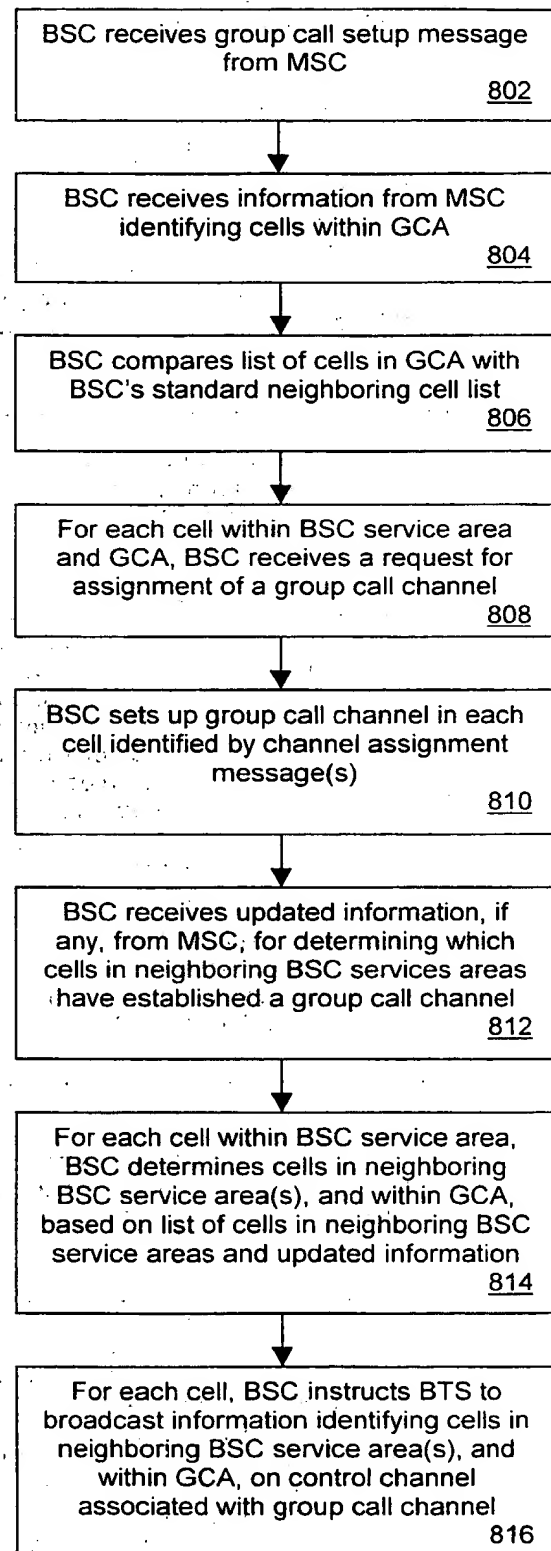 BSC receives group call setup message
from MSC
802
BSC receives information from MSC
identifying cells within GCA
804
BSC compares list of cells in GCA with
BSC's standard neighboring cell list
806
For each cell within BSC service area
and GCA, BSC receives a request for
assignment of a group call channel
808
BSC sets up group call channel in each
cell identified by channel assignment
message(s)
810
BSC receives updated information, if
any, from MSC, for determining which
cells in neighboring BSC services areas
have established a group call channel
812
For each cell within BSC service area,
BSC determines cells in neighboring
BSC service area(s), and within GCA,
based on list of cells in neighboring BSC
service areas and updated information
814
For each cell, BSC instructs BTS to
broadcast information identifying cells in
neighboring BSC service area(s), and
within GCA, on control channel
associated with group call channel
816